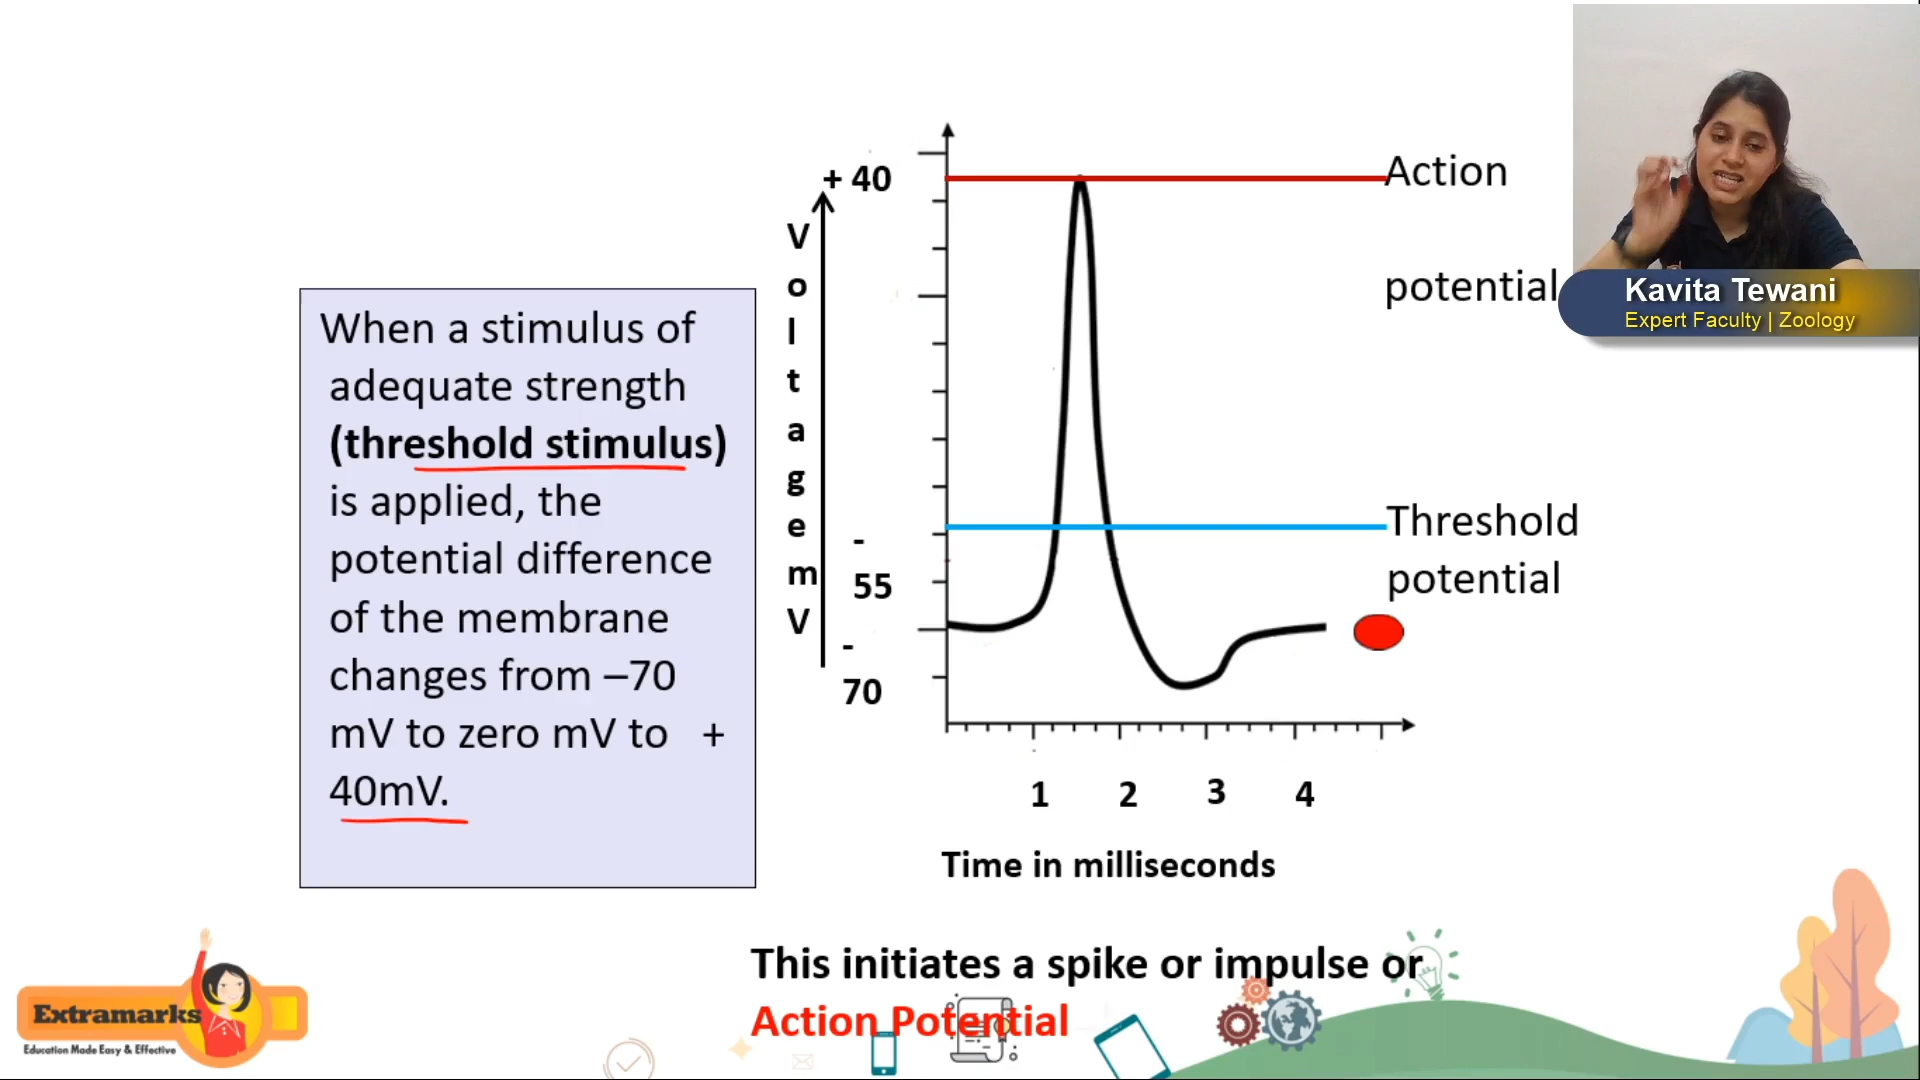 When a stimulus of
adequate strength
(threshold stimulus)
is applied, the
potential difference
of the membrane
changes from –70
mV to zero mV to +
40mV.
+ 40
V
o
l
t
a
g
e
m
V
-
55
-
70
Action
potential
Threshold
potential
1 2 3 4
Time in milliseconds
This initiates a spike or impulse or
Action Potential
Kavita Tewani
Expert Faculty | Zoology
Extramarks
Education Made Easy & Effective